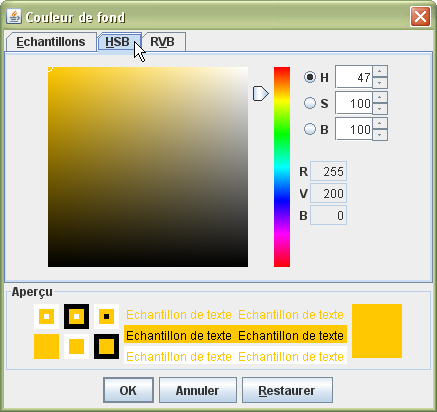 Couleur de fond
Echantillons HSB RVB
H 47
S 100
B 100
R 255
V 200
B 0
Aperçu
Echantillon de texte Echantillon de texte
Echantillon de texte Echantillon de texte
Echantillon de texte Echantillon de texte
OK Annuler Restaurer